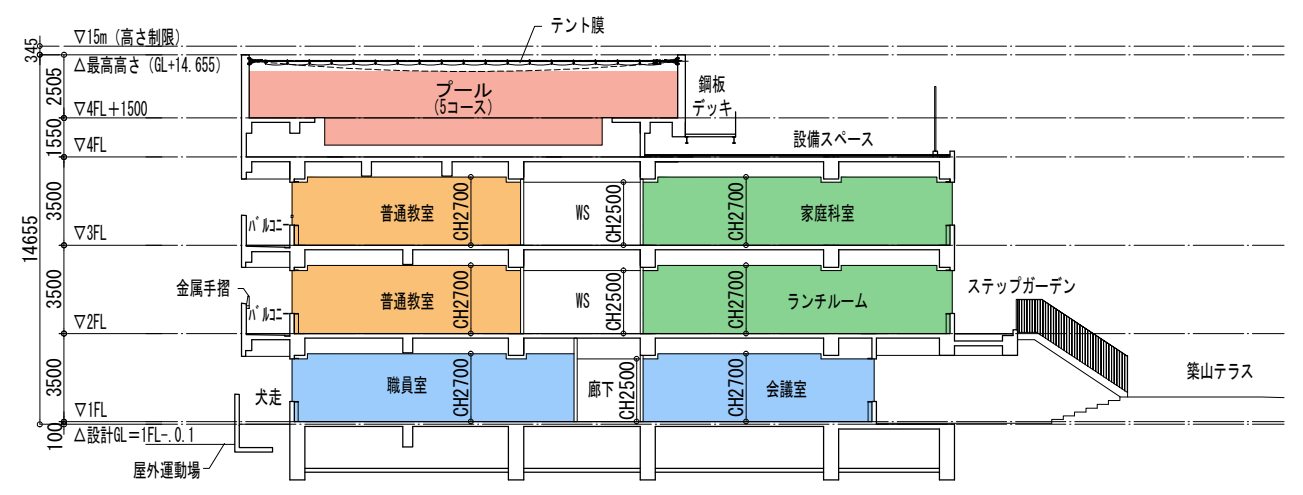 テント膜
▽15m (高さ制限)
345
△最高高さ (GL+14.655)
2505
プール
(5コース)
鋼板
デッキ
▽4FL+1500
1550
設備スペース
▽4FL
3500
普通教室
CH2700
WS
CH2500
CH2700
家庭科室
バルコニー
▽3FL
14655
金属手摺
3500
普通教室
CH2700
WS
CH2500
CH2700
ランチルーム
ステップガーデン
バルコニー
▽2FL
3500
犬走
職員室
CH2700
廊下
CH2500
CH2700
会議室
築山テラス
▽1FL
100
△設計GL=1FL-.0.1
屋外運動場